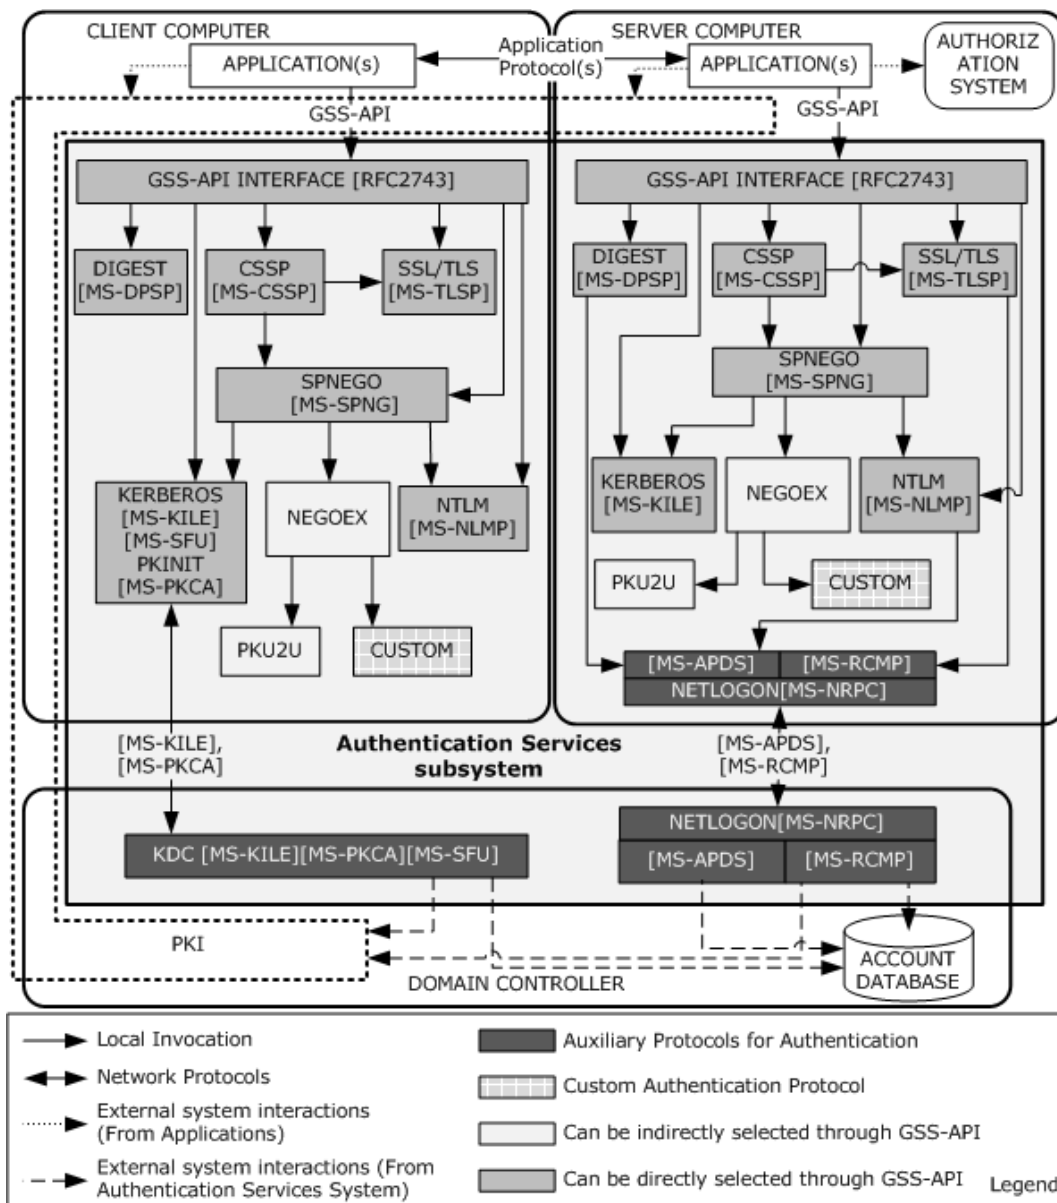 CLIENT COMPUTER
APPLICATION(s)
Application
Protocol(s)
SERVER COMPUTER
APPLICATION(s)
AUTHORIZ
ATION
SYSTEM
GSS-API
GSS-API
GSS-API INTERFACE [RFC2743]
GSS-API INTERFACE [RFC2743]
DIGEST
[MS-DPSP]
CSSP
[MS-CSSP]
SSL/TLS
[MS-TLSP]
DIGEST
[MS-DPSP]
CSSP
[MS-CSSP]
SSL/TLS
[MS-TLSP]
SPNEGO
[MS-SPNG]
SPNEGO
[MS-SPNG]
KERBEROS
[MS-KILE]
[MS-SFU]
PKINIT
[MS-PKCA]
NEGOEX
NTLM
[MS-NLMP]
KERBEROS
[MS-KILE]
NEGOEX
NTLM
[MS-NLMP]
PKU2U
CUSTOM
PKU2U
CUSTOM
[MS-APDS]
[MS-RCMP]
NETLOGON[MS-NRPC]
[MS-KILE],
[MS-PKCA]
Authentication Services
subsystem
[MS-APDS],
[MS-RCMP]
KDC [MS-KILE][MS-PKCA][MS-SFU]
NETLOGON[MS-NRPC]
[MS-APDS]
[MS-RCMP]
PKI
DOMAIN CONTROLLER
ACCOUNT
DATABASE
Local Invocation
Network Protocols
External system interactions
(From Applications)
External system interactions (From
Authentication Services System)
Auxiliary Protocols for Authentication
Custom Authentication Protocol
Can be indirectly selected through GSS-API
Can be directly selected through GSS-API
Legend